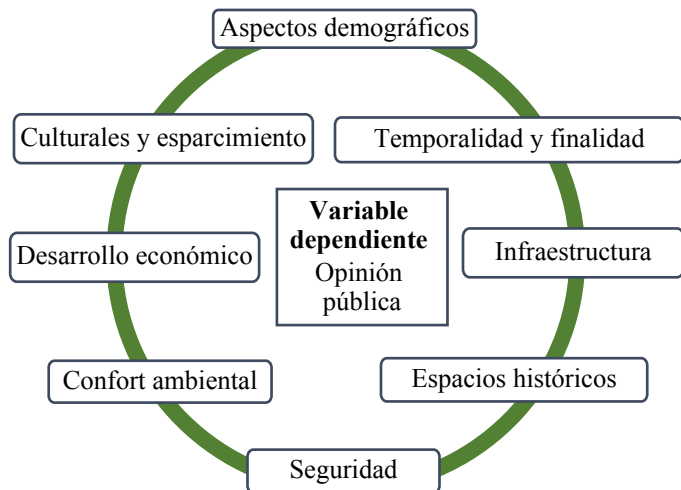 Aspectos demográficos
Culturales y esparcimiento
Temporalidad y finalidad
Variable
dependiente
Opinión
pública
Desarrollo económico
Infraestructura
Confort ambiental
Espacios históricos
Seguridad